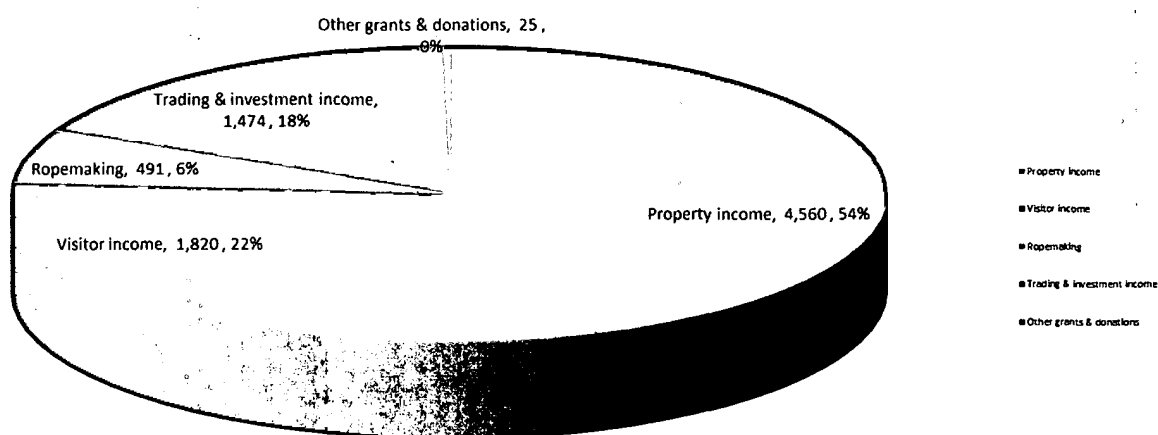 Other grants & donations, 25,
0%
Trading & investment income,
1,474, 18%
Ropemaking, 491, 6%
Property income, 4,560, 54%
Visitor income, 1,820, 22%
Property income
Visitor income
Ropemaking
Trading & investment income
Other grants & donations